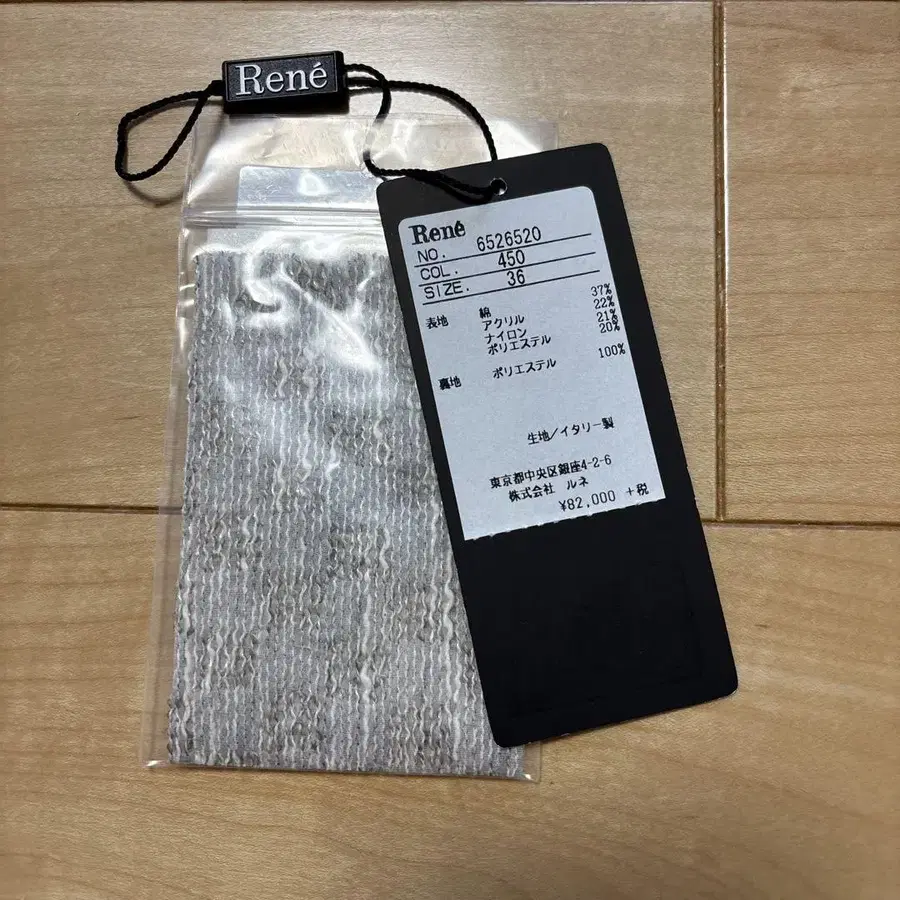 René
René
NO. 6526520
COL. 450
SIZE. 36
表地 綿 37%
アクリル 22%
ナイロン 21%
ポリエステル 20%
裏地 ポリエステル 100%
生地/イタリー製
東京都中央区銀座4-2-6
株式会社 ルネ
¥82,000 +税